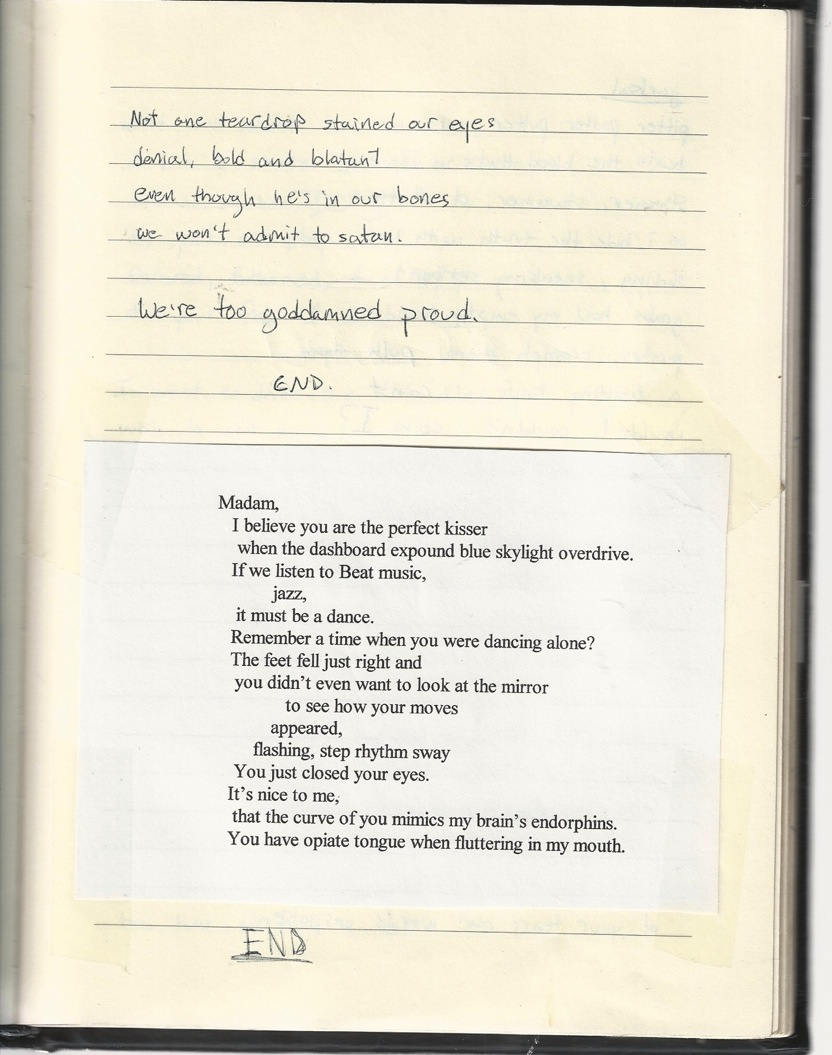 Not one teardrop stained our eyes
denial, bold and blatant
even though he's in our bones
we won't admit to satan.
We're too goddamned proud.
END.
Madam,
I believe you are the perfect kisser
when the dashboard expound blue skylight overdrive.
If we listen to Beat music,
jazz,
it must be a dance.
Remember a time when you were dancing alone?
The feet fell just right and
you didn't even want to look at the mirror
to see how your moves
appeared,
flashing, step rhythm sway
You just closed your eyes.
It's nice to me,
that the curve of you mimics my brain's endorphins.
You have opiate tongue when fluttering in my mouth.
END